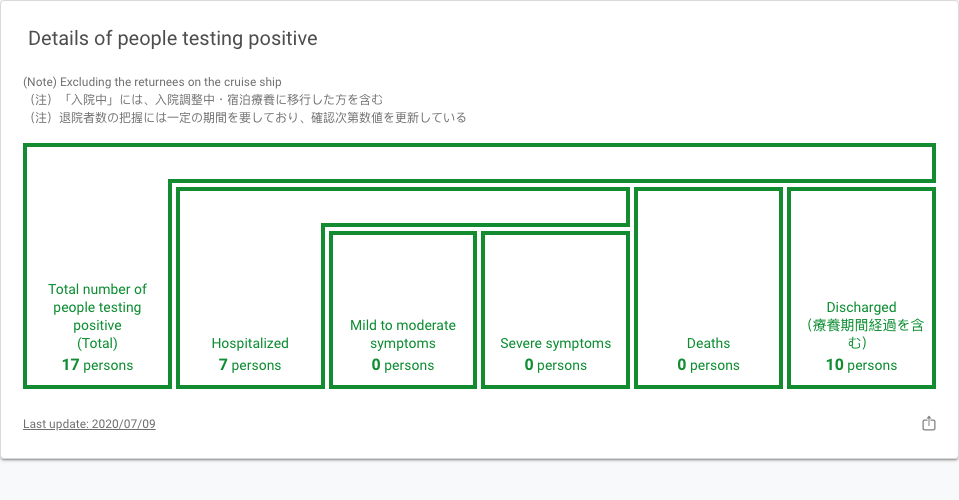 Details of people testing positive
(Note) Excluding the returnees on the cruise ship
（注）「入院中」には、入院調整中・宿泊療養に移行した方を含む
（注）退院者数の把握には一定の期間を要しており、確認次第数値を更新している
Total number of
people testing
positive
(Total)
17 persons
Hospitalized
7 persons
Mild to moderate
symptoms
0 persons
Severe symptoms
0 persons
Deaths
0 persons
Discharged
（療養期間経過を含
む）
10 persons
Last update: 2020/07/09